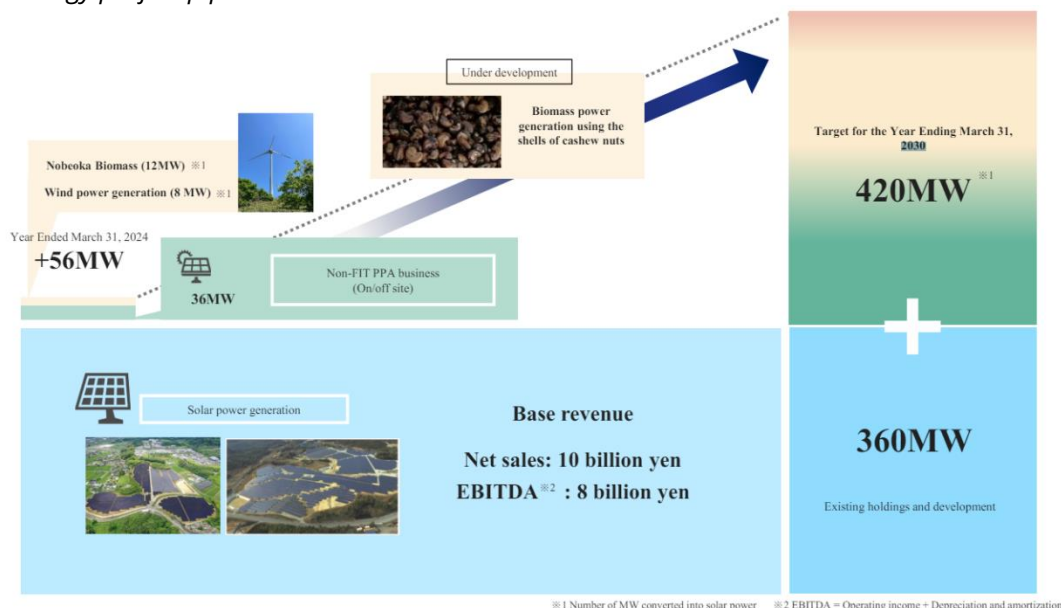 Under development
Biomass power
generation using the
shells of cashew nuts
Target for the Year Ending March 31,
2030
420MW ※1
Nobeoka Biomass (12MW) ※1
Wind power generation (8 MW) ※1
Year Ended March 31, 2024
+56MW
36MW
Non-FIT PPA business
(On/off site)
Solar power generation
Base revenue
Net sales: 10 billion yen
EBITDA※2 : 8 billion yen
360MW
Existing holdings and development
※1 Number of MW converted into solar power ※2 EBITDA = Operating income + Depreciation and amortization